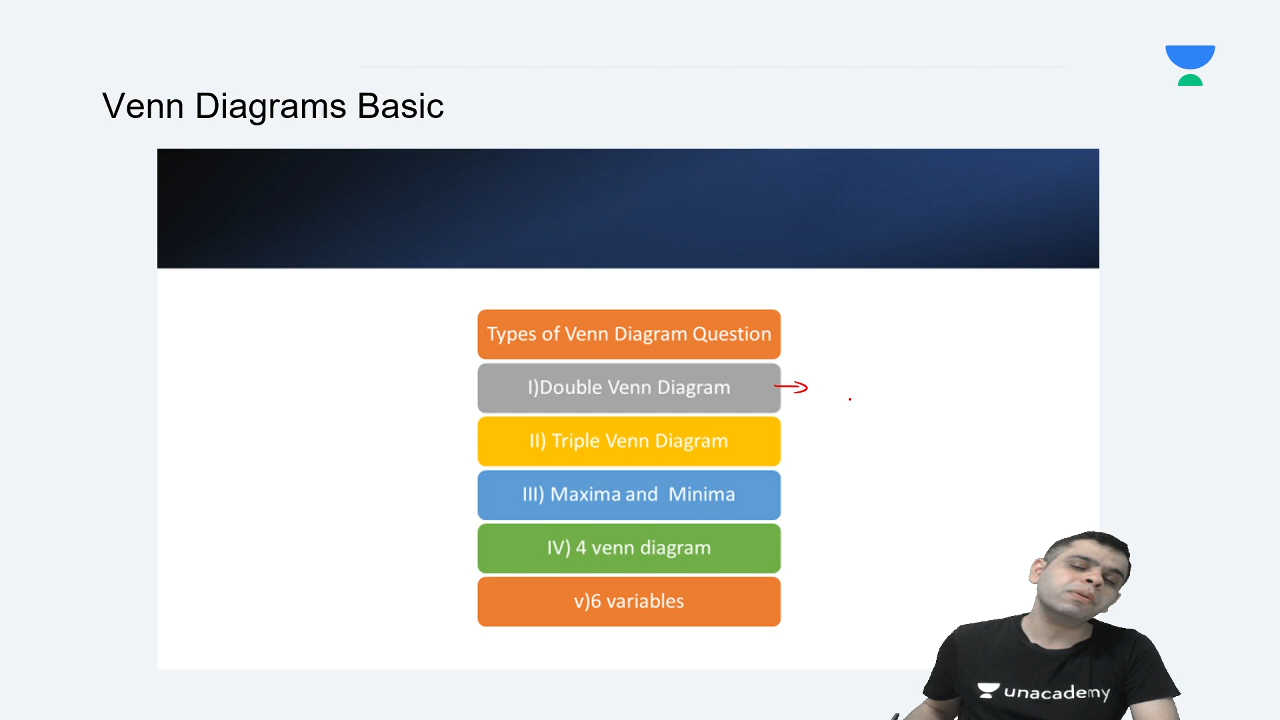 Venn Diagrams Basic
Types of Venn Diagram Question
I)Double Venn Diagram
II) Triple Venn Diagram
III) Maxima and  Minima
IV) 4 venn diagram
v)6 variables
unacademy